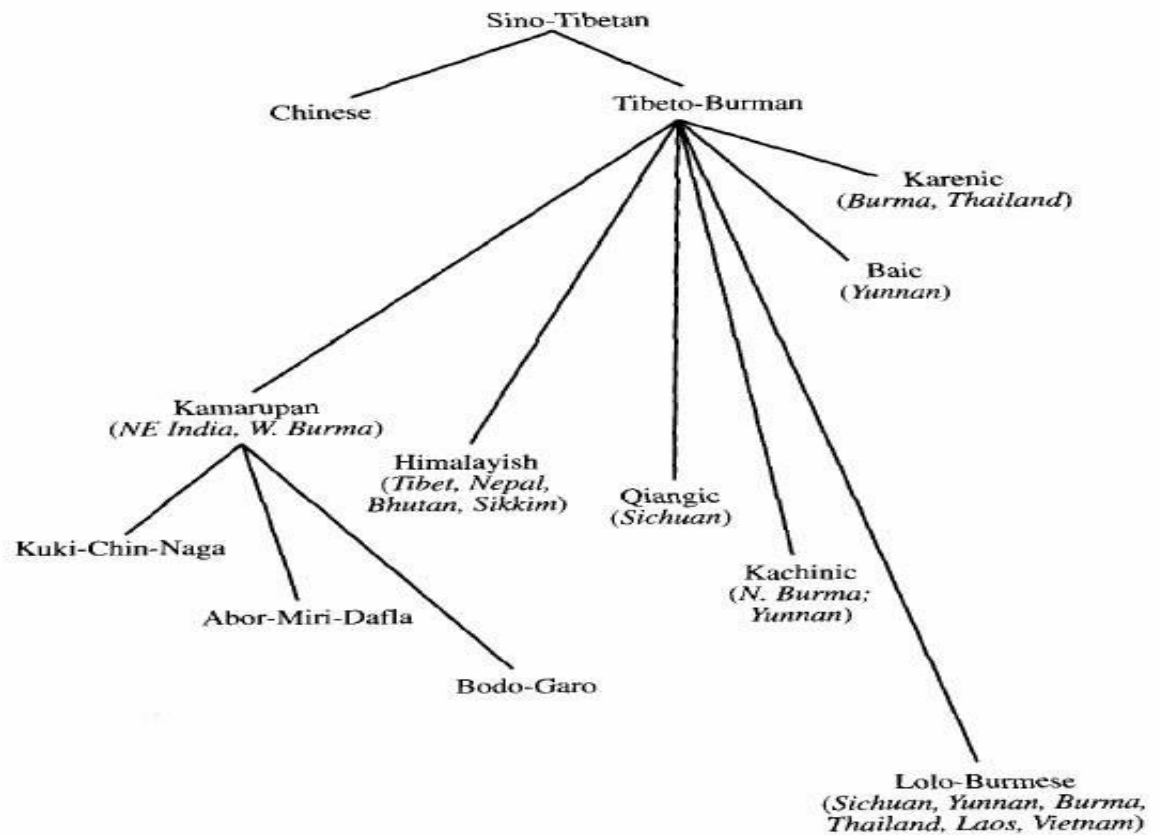 Sino-Tibetan
Chinese
Tibeto-Burman
Karenic
(Burma, Thailand)
Baic
(Yunnan)
Kamarupan
(NE India, W. Burma)
Himalayish
(Tibet, Nepal,
Bhutan, Sikkim)
Qiangic
(Sichuan)
Kuki-Chin-Naga
Kachinic
(N. Burma;
Yunnan)
Abor-Miri-Dafla
Bodo-Garo
Lolo-Burmese
(Sichuan, Yunnan, Burma,
Thailand, Laos, Vietnam)